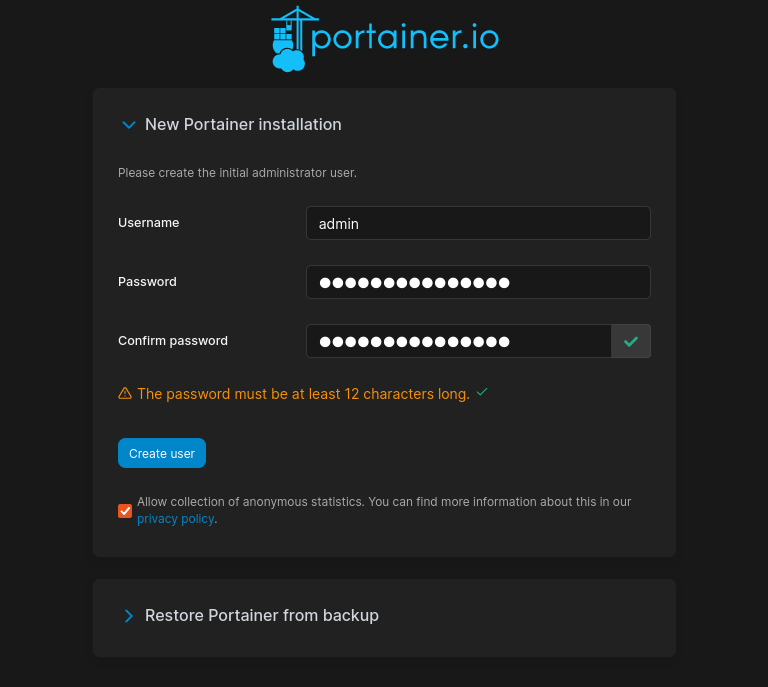 portainer.io
New Portainer installation
Please create the initial administrator user.
Username
admin
Password
●●●●●●●●●●●●●●●
Confirm password
●●●●●●●●●●●●●●●
The password must be at least 12 characters long.
Create user
Allow collection of anonymous statistics. You can find more information about this in our
privacy policy.
Restore Portainer from backup